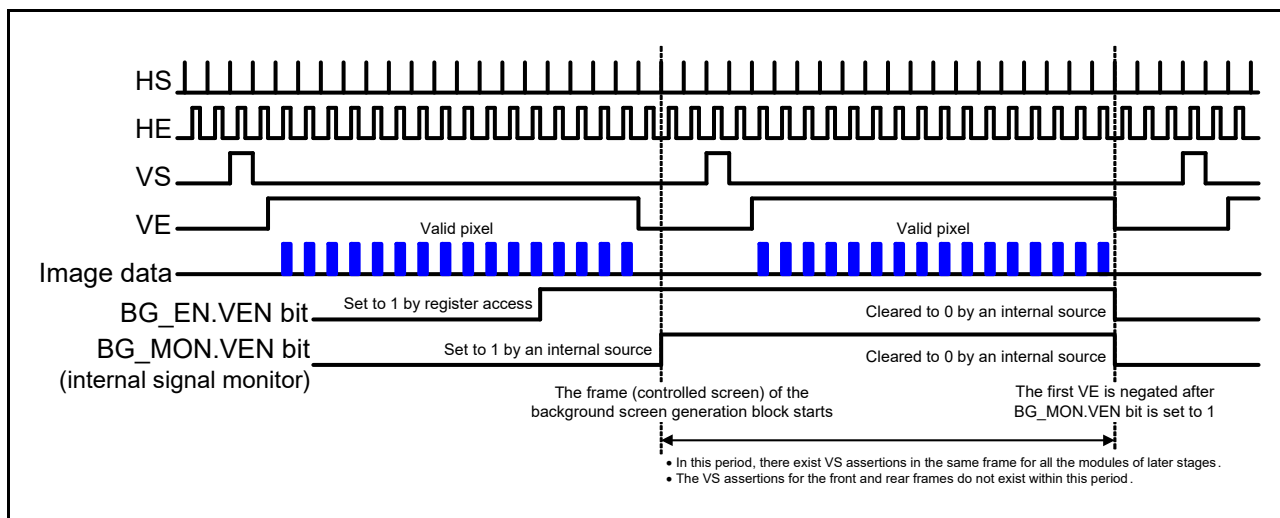 HS
HE
VS
VE
Valid pixel
Valid pixel
Image data
BG_EN.VEN bit
Set to 1 by register access
Cleared to 0 by an internal source
BG_MON.VEN bit
(internal signal monitor)
Set to 1 by an internal source
Cleared to 0 by an internal source
The frame (controlled screen) of the
background screen generation block starts
The first VE is negated after
BG_MON.VEN bit is set to 1
• In this period, there exist VS assertions in the same frame for all the modules of later stages.
• The VS assertions for the front and rear frames do not exist within this period.